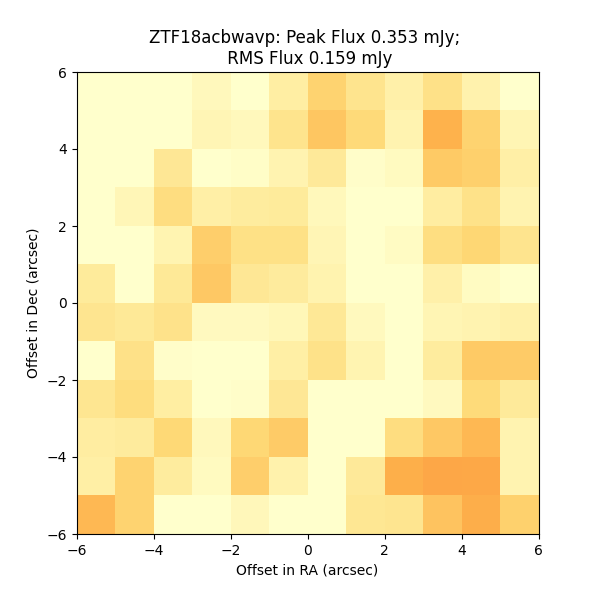 ZTF18acbwavp: Peak Flux 0.353 mJy;
RMS Flux 0.159 mJy
6
4
2
0
−2
−4
−6
Offset in Dec (arcsec)
−6 −4 −2 0 2 4 6
Offset in RA (arcsec)